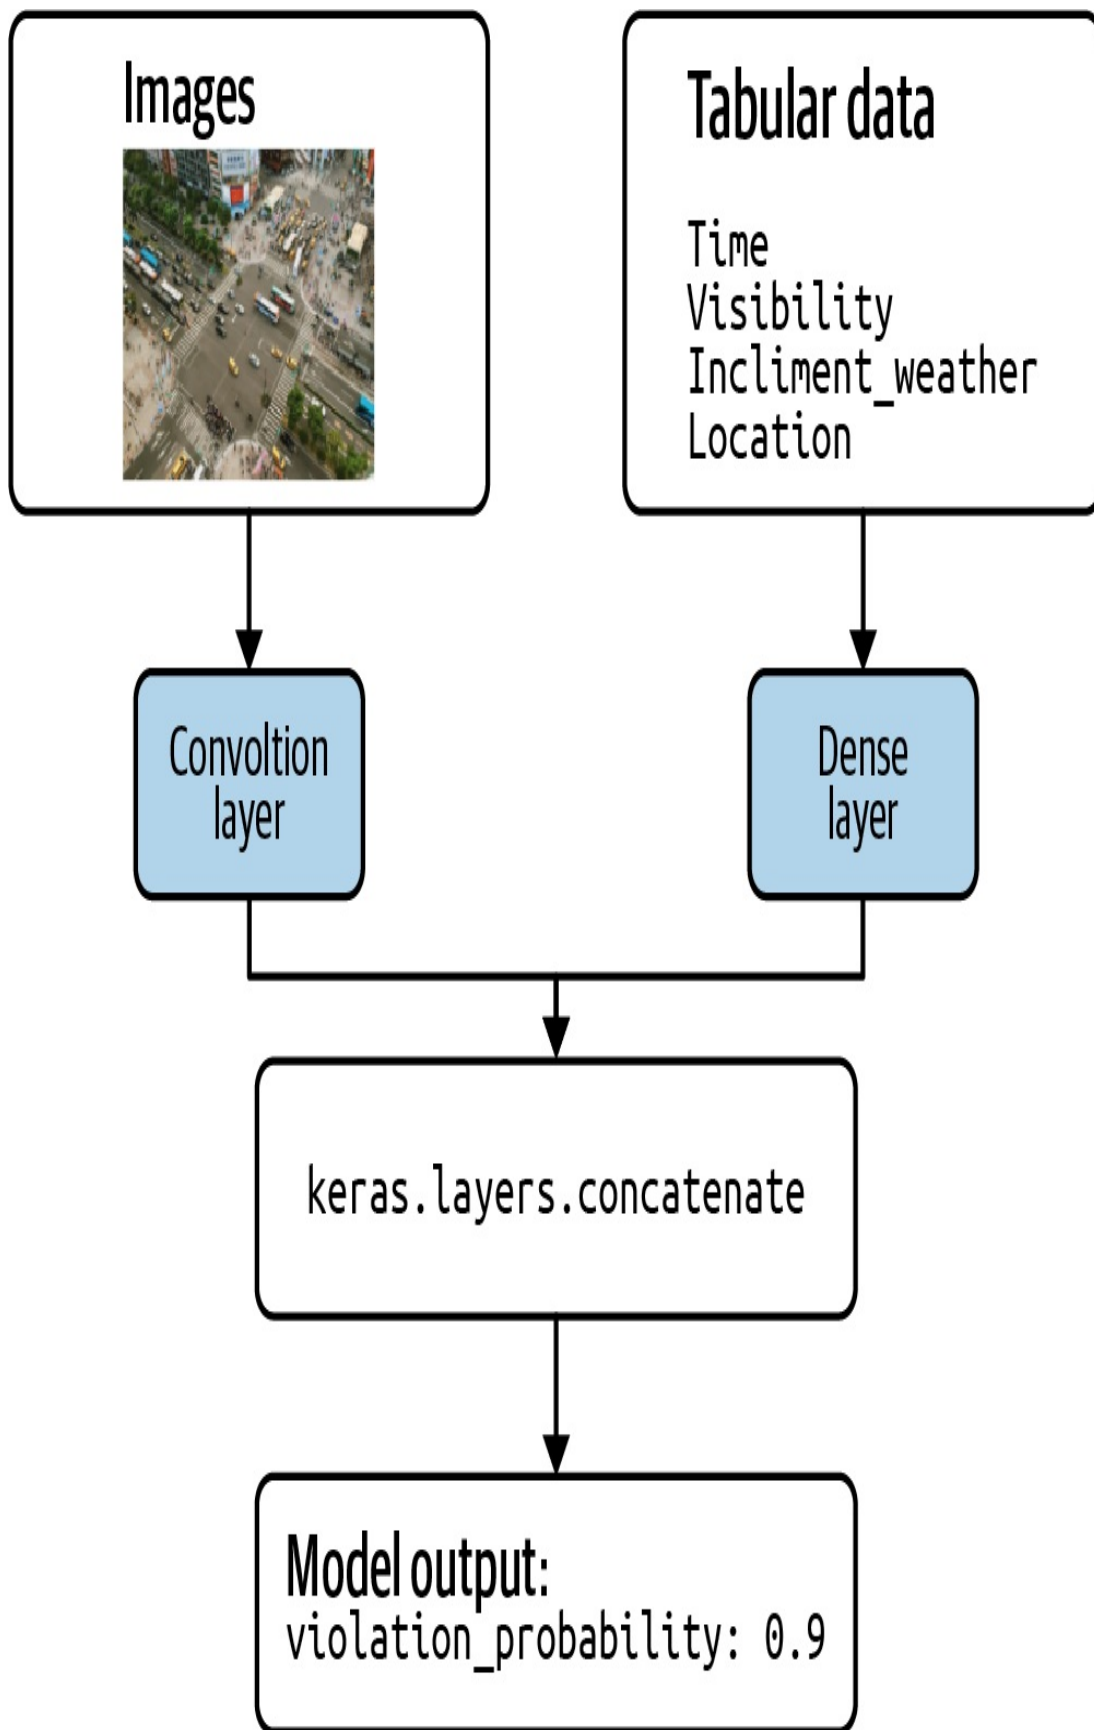 Images
Tabular data
Time
Visibility
Incliment_weather
Location
Convoltion
layer
Dense
layer
keras.layers.concatenate
Model output:
violation_probability: 0.9